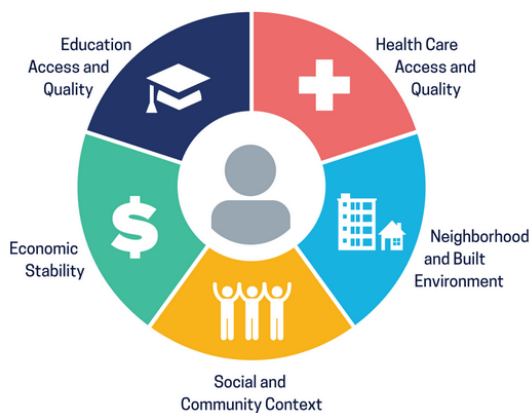 Education
Access and
Quality
Health Care
Access and
Quality
Economic
Stability
$
Neighborhood
and Built
Environment
Social and
Community Context